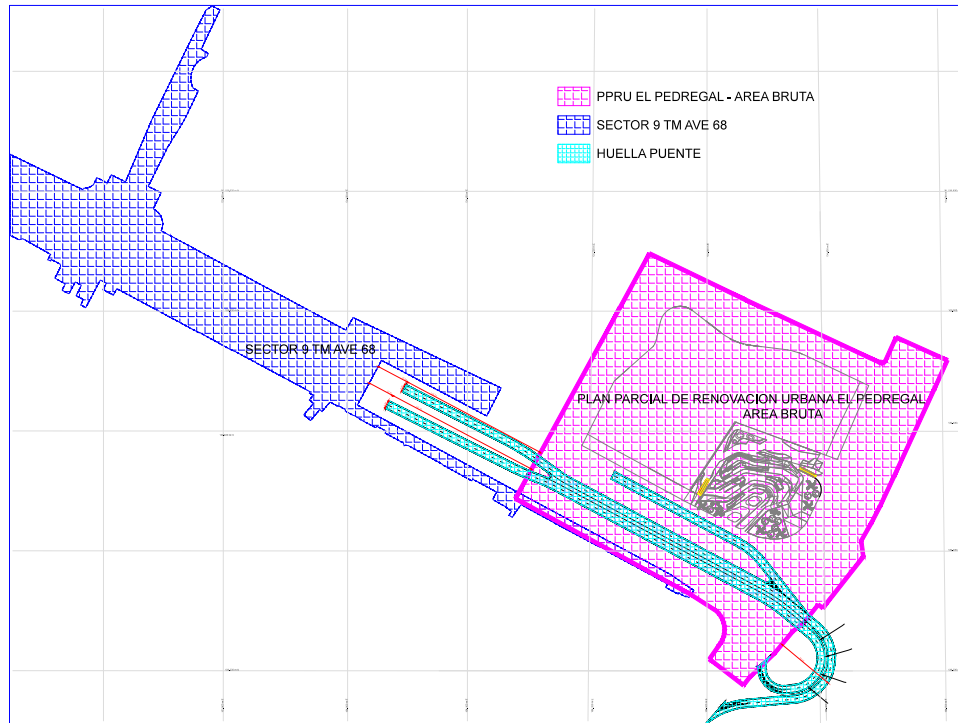 PPRU EL PEDREGAL - AREA BRUTA
SECTOR 9 TM AVE 68
HUELLA PUENTE
SECTOR 9 TM AVE 68
PLAN PARCIAL DE RENOVACION URBANA EL PEDREGAL
AREA BRUTA